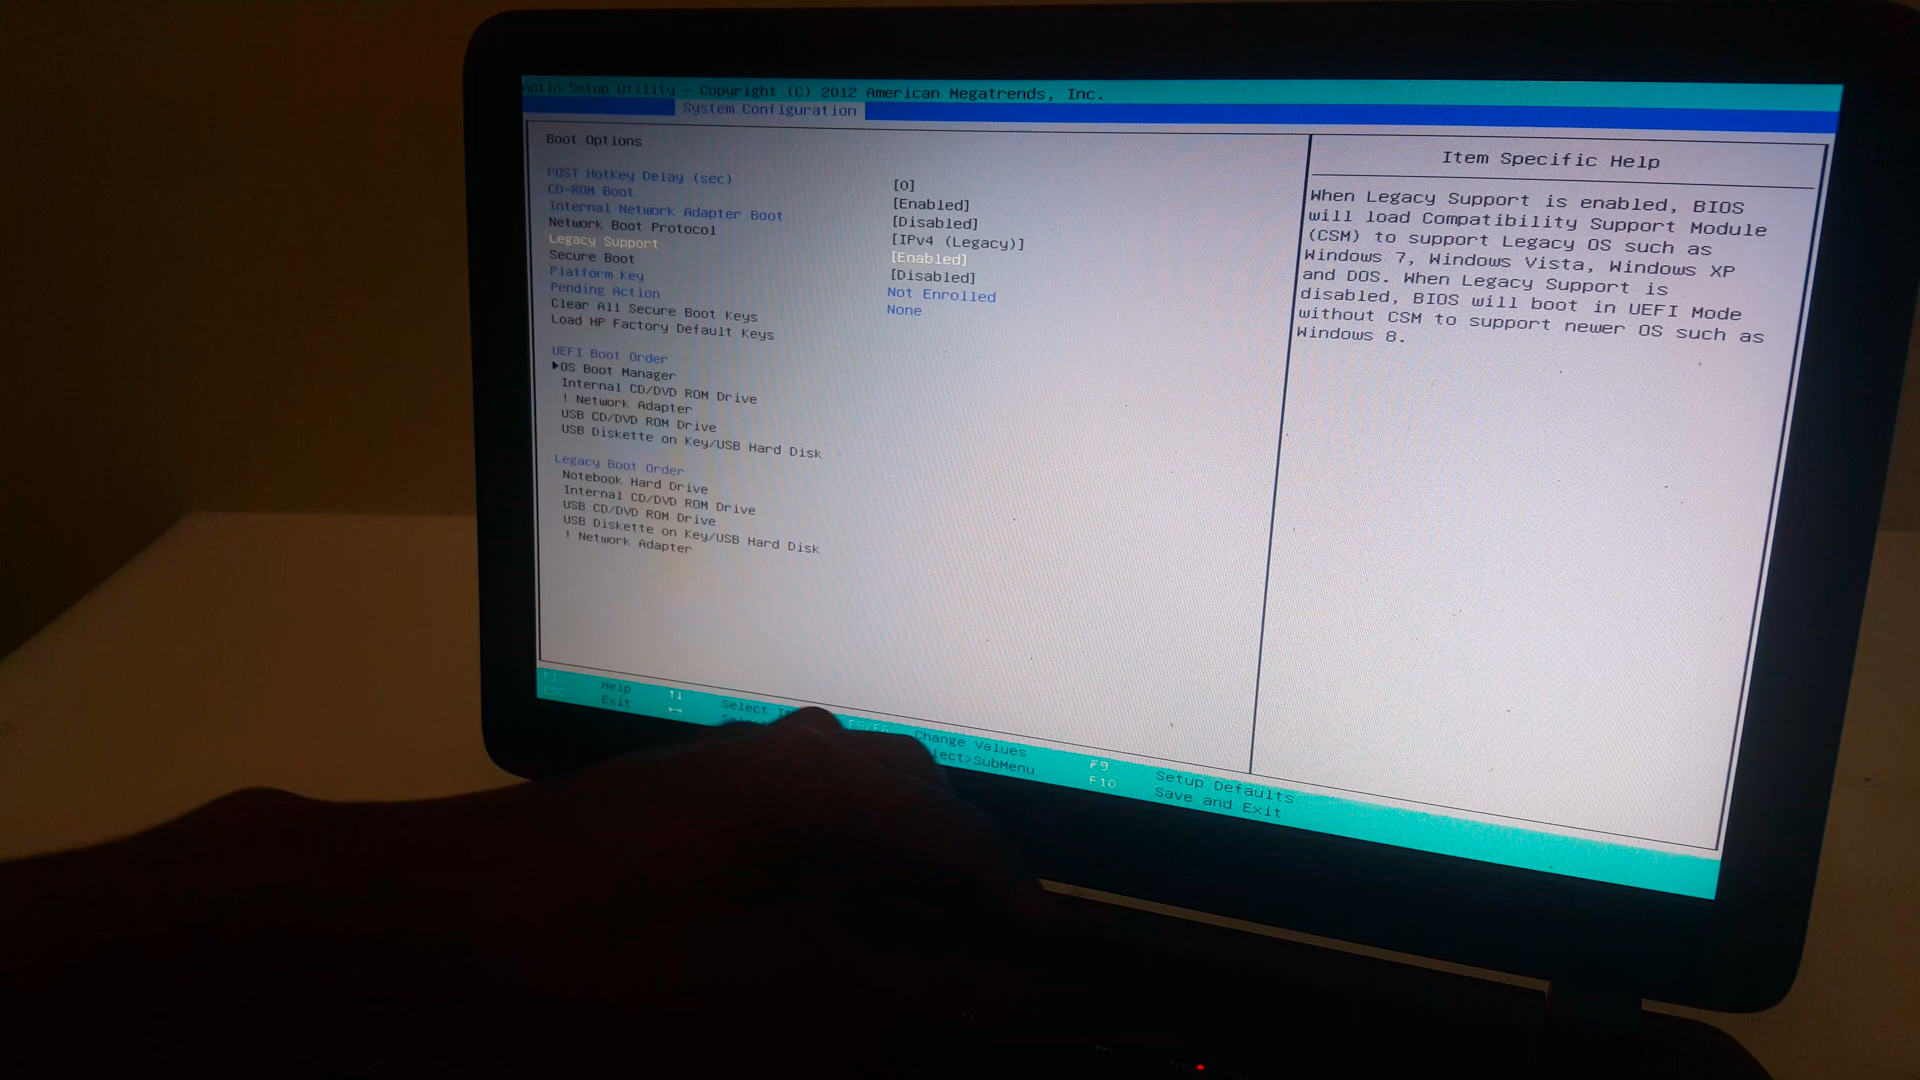 Aptio Setup Utility - Copyright (C) 2012 American Megatrends, Inc.
System Configuration
Boot Options
POST HotKey Delay (sec) [0]
CD-ROM Boot [Enabled]
Internal Network Adapter Boot [Disabled]
Network Boot Protocol [IPv4 (Legacy)]
Legacy Support [Enabled]
Secure Boot [Disabled]
Platform Key Not Enrolled
Pending Action None
Clear All Secure Boot Keys
Load HP Factory Default Keys
UEFI Boot Order
▶OS Boot Manager
Internal CD/DVD ROM Drive
! Network Adapter
USB CD/DVD ROM Drive
USB Diskette on Key/USB Hard Disk
Legacy Boot Order
Notebook Hard Drive
Internal CD/DVD ROM Drive
USB CD/DVD ROM Drive
USB Diskette on Key/USB Hard Disk
! Network Adapter
Item Specific Help
When Legacy Support is enabled, BIOS
will load Compatibility Support Module
(CSM) to support Legacy OS such as
Windows 7, Windows Vista, Windows XP
and DOS. When Legacy Support is
disabled, BIOS will boot in UEFI Mode
without CSM to support newer OS such as
Windows 8.
F1 Help ↑↓ Select F5/F6 Change Values F9 Setup Defaults
ESC Exit ↔ lect>SubMenu F10 Save and Exit